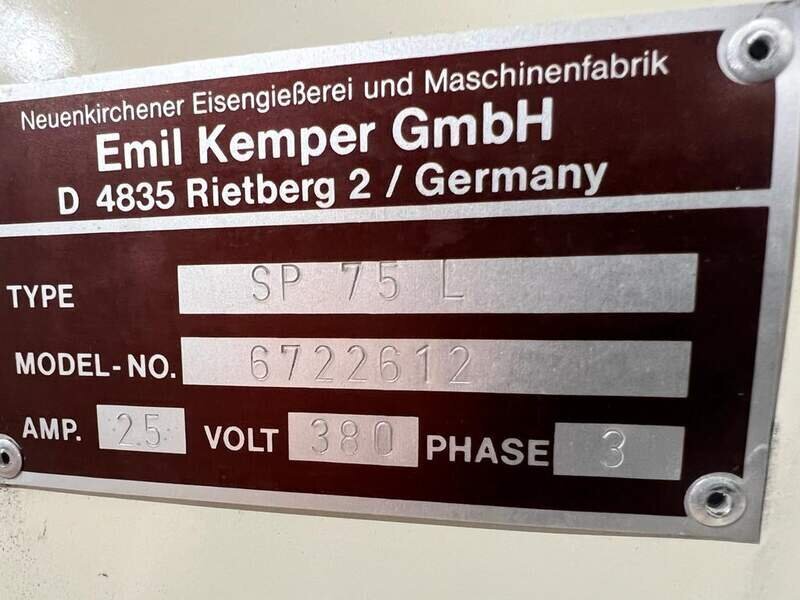 Neuenkirchener Eisengießerei und Maschinenfabrik
Emil Kemper GmbH
D 4835 Rietberg 2 / Germany
TYPE SP 75 L
MODEL-NO. 6722612
AMP. 25 VOLT 380 PHASE 3